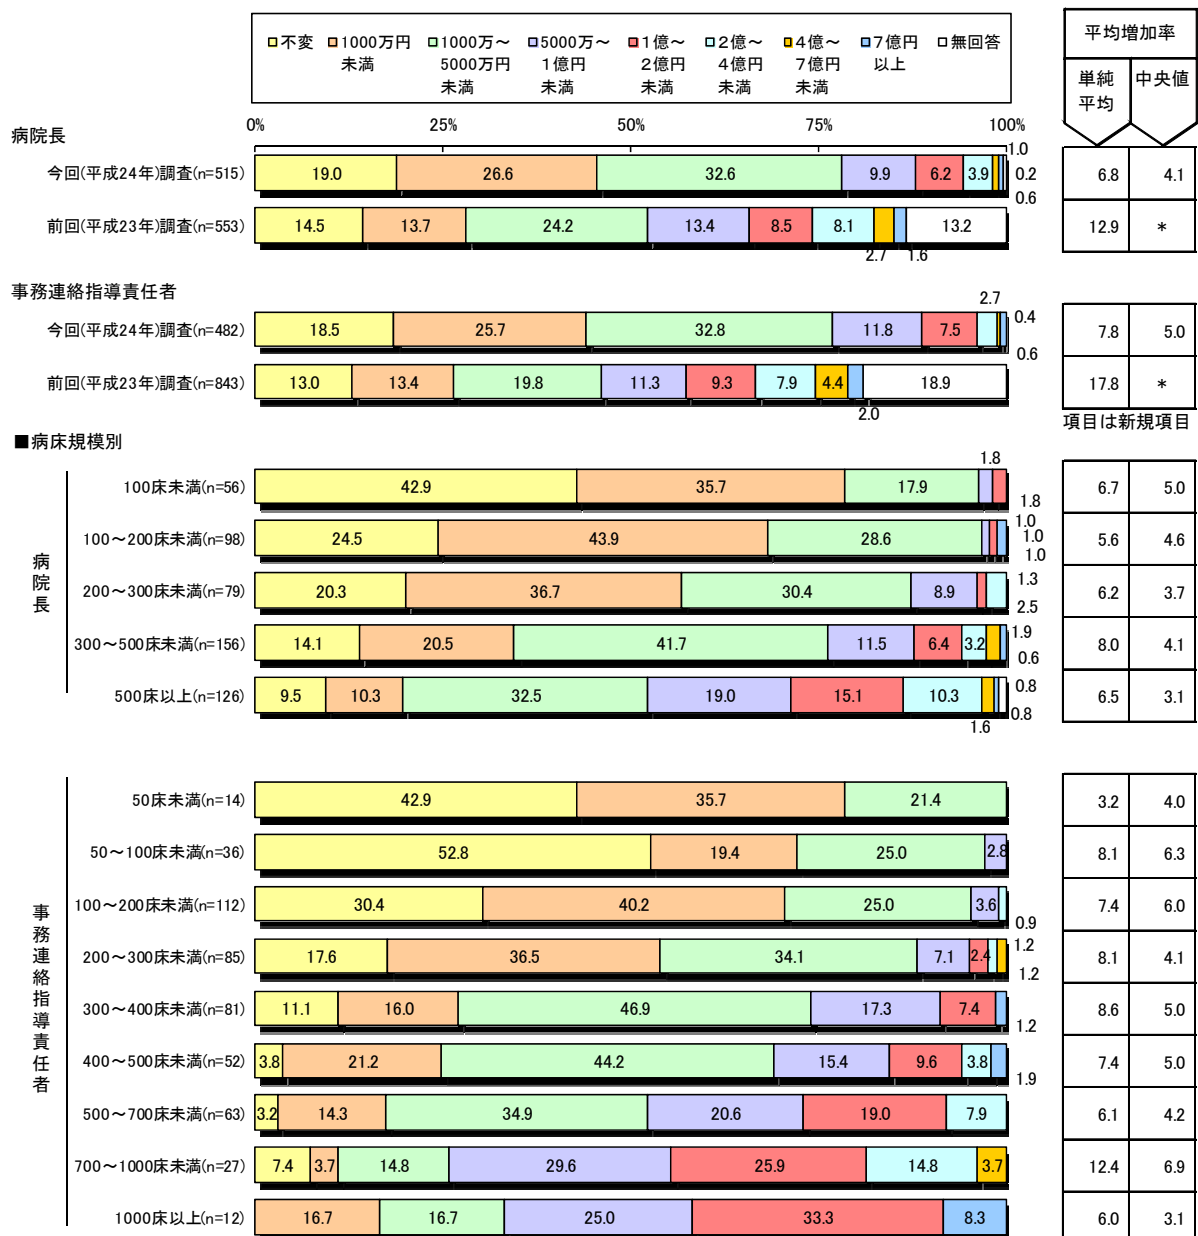 不変 1000万円未満 1000万～5000万円未満 5000万～1億円未満 1億～2億円未満 2億～4億円未満 4億～7億円未満 7億円以上 無回答
平均増加率
単純平均 中央値
0% 25% 50% 75% 100%
病院長
今回(平成24年)調査(n=515) 19.0 26.6 32.6 9.9 6.2 3.9 1.0 0.2 0.6 6.8 4.1
前回(平成23年)調査(n=553) 14.5 13.7 24.2 13.4 8.5 8.1 2.7 1.6 13.2 12.9 *
事務連絡指導責任者
今回(平成24年)調査(n=482) 18.5 25.7 32.8 11.8 7.5 2.7 0.4 0.6 7.8 5.0
前回(平成23年)調査(n=843) 13.0 13.4 19.8 11.3 9.3 7.9 4.4 2.0 18.9 17.8 *
項目は新規項目
■病床規模別
病院長
100床未満(n=56) 42.9 35.7 17.9 1.8 1.8 6.7 5.0
100～200床未満(n=98) 24.5 43.9 28.6 1.0 1.0 1.0 5.6 4.6
200～300床未満(n=79) 20.3 36.7 30.4 8.9 1.3 2.5 6.2 3.7
300～500床未満(n=156) 14.1 20.5 41.7 11.5 6.4 3.2 1.9 0.6 8.0 4.1
500床以上(n=126) 9.5 10.3 32.5 19.0 15.1 10.3 1.6 0.8 0.8 6.5 3.1
事務連絡指導責任者
50床未満(n=14) 42.9 35.7 21.4 3.2 4.0
50～100床未満(n=36) 52.8 19.4 25.0 2.8 8.1 6.3
100～200床未満(n=112) 30.4 40.2 25.0 3.6 0.9 7.4 6.0
200～300床未満(n=85) 17.6 36.5 34.1 7.1 2.4 1.2 1.2 8.1 4.1
300～400床未満(n=81) 11.1 16.0 46.9 17.3 7.4 1.2 8.6 5.0
400～500床未満(n=52) 3.8 21.2 44.2 15.4 9.6 3.8 1.9 7.4 5.0
500～700床未満(n=63) 3.2 14.3 34.9 20.6 19.0 7.9 6.1 4.2
700～1000床未満(n=27) 7.4 3.7 14.8 29.6 25.9 14.8 3.7 12.4 6.9
1000床以上(n=12) 16.7 16.7 25.0 33.3 8.3 6.0 3.1